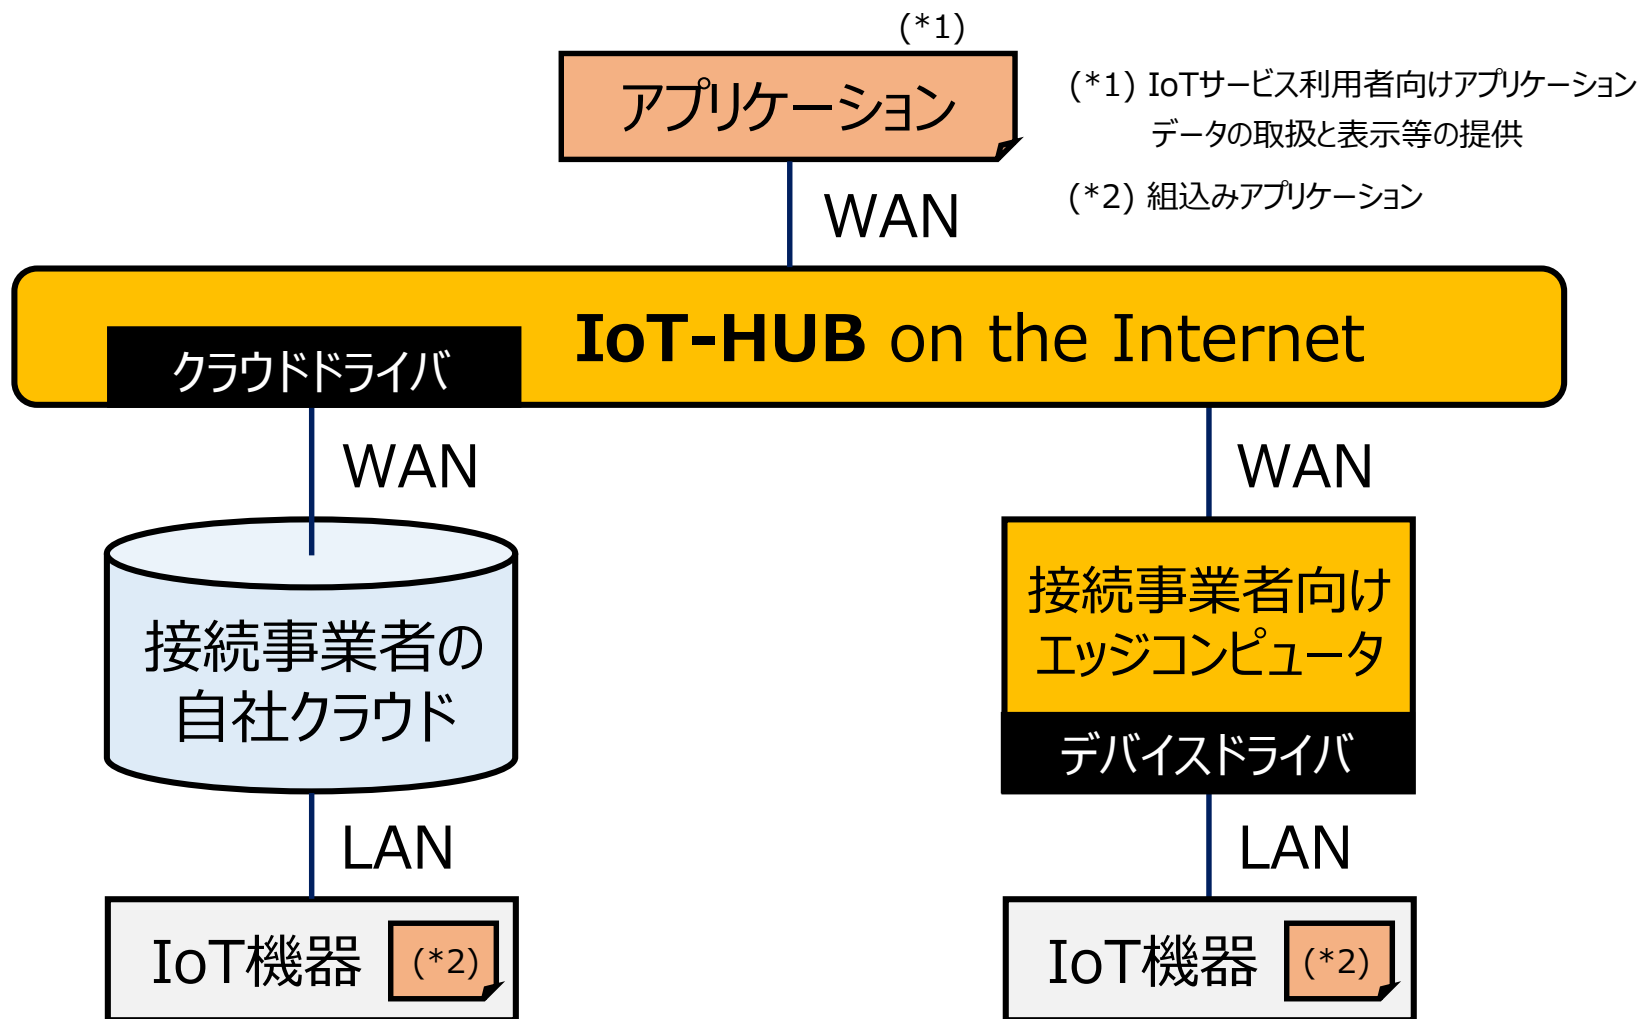 (*1)
アプリケーション
(*1) IoTサービス利用者向けアプリケーション
データの取扱と表示等の提供
(*2) 組込みアプリケーション
WAN
IoT-HUB on the Internet
クラウドドライバ
WAN
WAN
接続事業者の
自社クラウド
接続事業者向け
エッジコンピュータ
デバイスドライバ
LAN
LAN
IoT機器
(*2)
IoT機器
(*2)